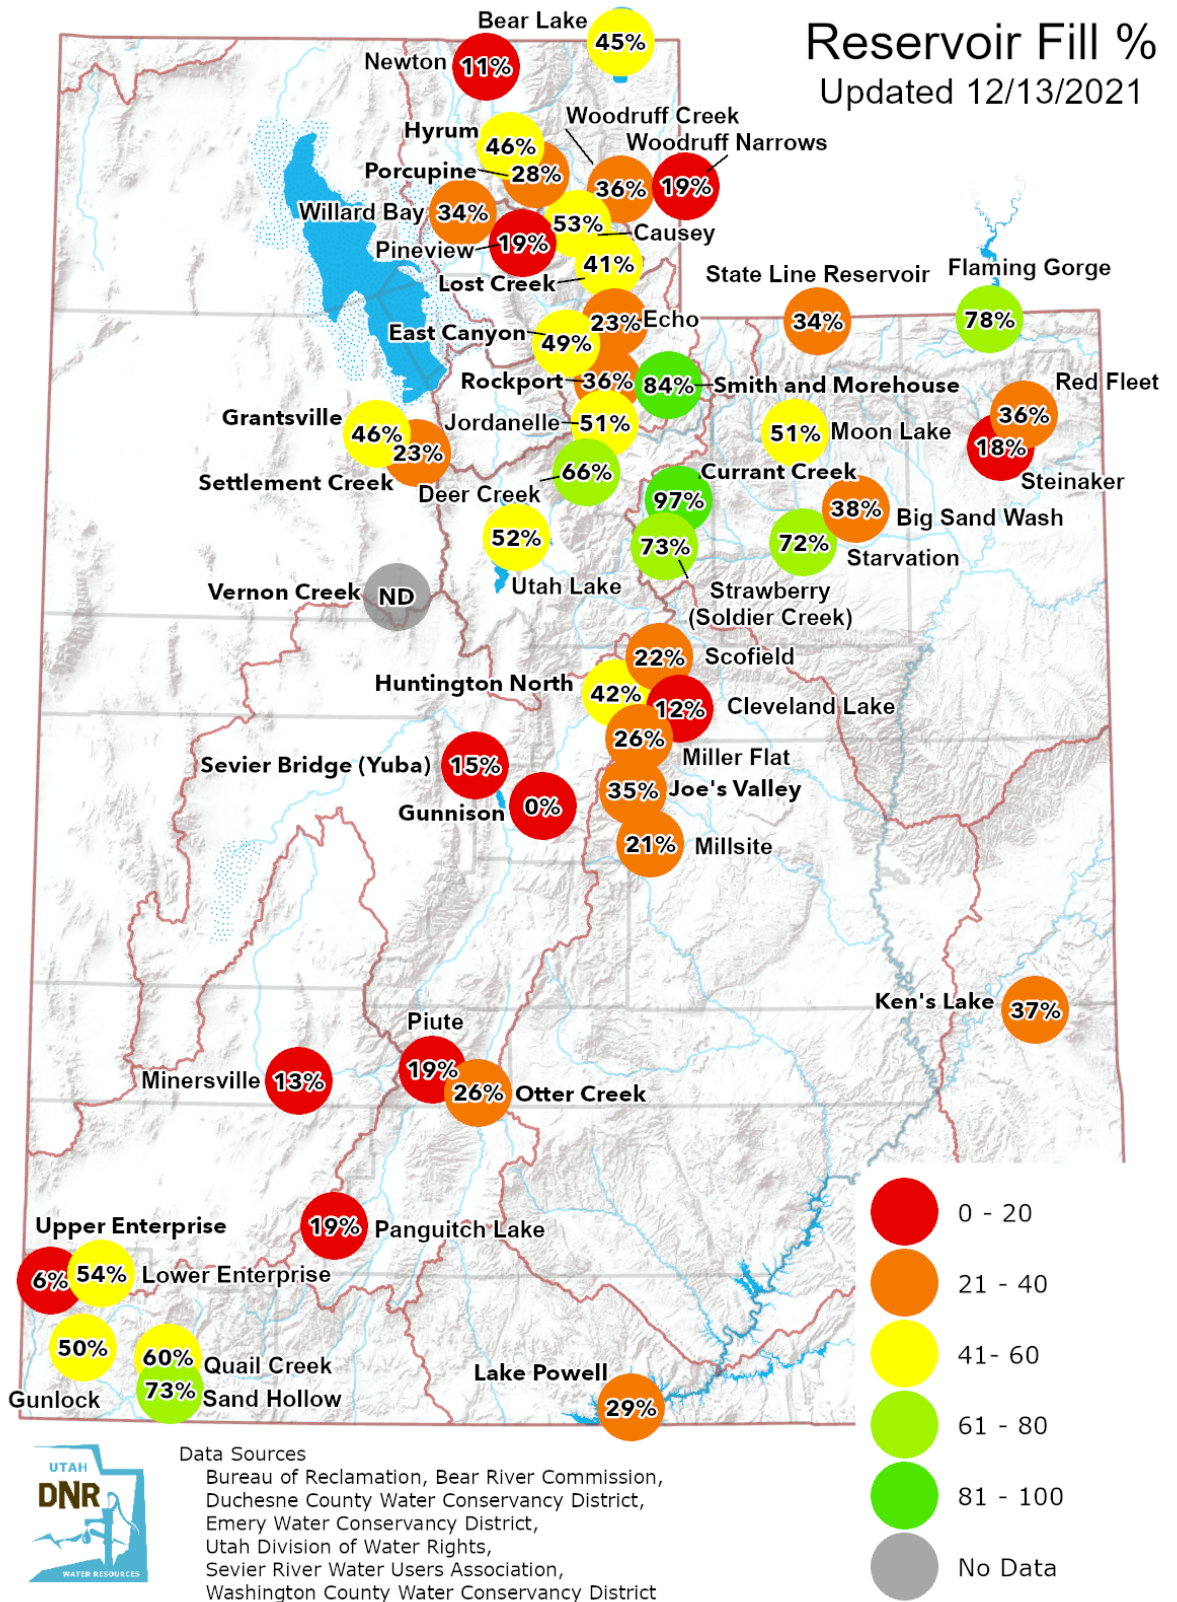 Reservoir Fill %
Updated 12/13/2021
Bear Lake
45%
Newton
11%
Woodruff Creek
Woodruff Narrows
Hyrum
46%
Porcupine
28%
36%
19%
Willard Bay
34%
53%
Causey
Pineview
19%
41%
Lost Creek
State Line Reservoir
34%
Flaming Gorge
78%
23%
Echo
East Canyon
49%
Rockport
36%
84%
Smith and Morehouse
Red Fleet
36%
Grantsville
46%
Jordanelle
51%
51%
Moon Lake
18%
Steinaker
23%
Settlement Creek
Deer Creek
66%
Currant Creek
97%
38%
Big Sand Wash
52%
Utah Lake
73%
Strawberry
(Soldier Creek)
72%
Starvation
Vernon Creek
ND
22%
Scofield
Huntington North
42%
12%
Cleveland Lake
26%
Miller Flat
Sevier Bridge (Yuba)
15%
Gunnison
0%
35%
Joe's Valley
21%
Millsite
Ken's Lake
37%
Piute
19%
Minersville
13%
26%
Otter Creek
19%
Panguitch Lake
Upper Enterprise
6%
54%
Lower Enterprise
50%
Gunlock
60%
Quail Creek
73%
Sand Hollow
Lake Powell
29%
0 - 20
21 - 40
41- 60
61 - 80
81 - 100
No Data
UTAH
DNR
WATER RESOURCES
Data Sources
Bureau of Reclamation, Bear River Commission,
Duchesne County Water Conservancy District,
Emery Water Conservancy District,
Utah Division of Water Rights,
Sevier River Water Users Association,
Washington County Water Conservancy District